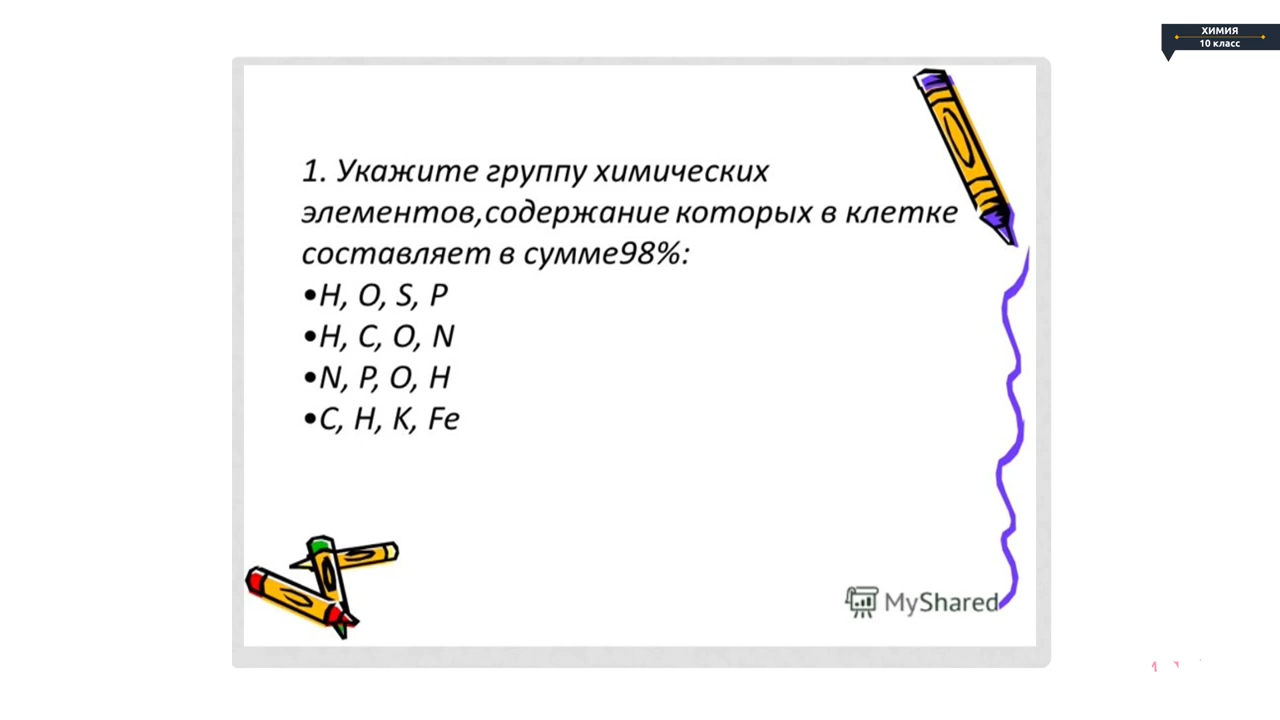 ХИМИЯ
10 класс
1. Укажите группу химических
элементов,содержание которых в клетке
составляет в сумме98%:
•H, O, S, P
•H, C, O, N
•N, P, O, H
•C, H, K, Fe
MyShared